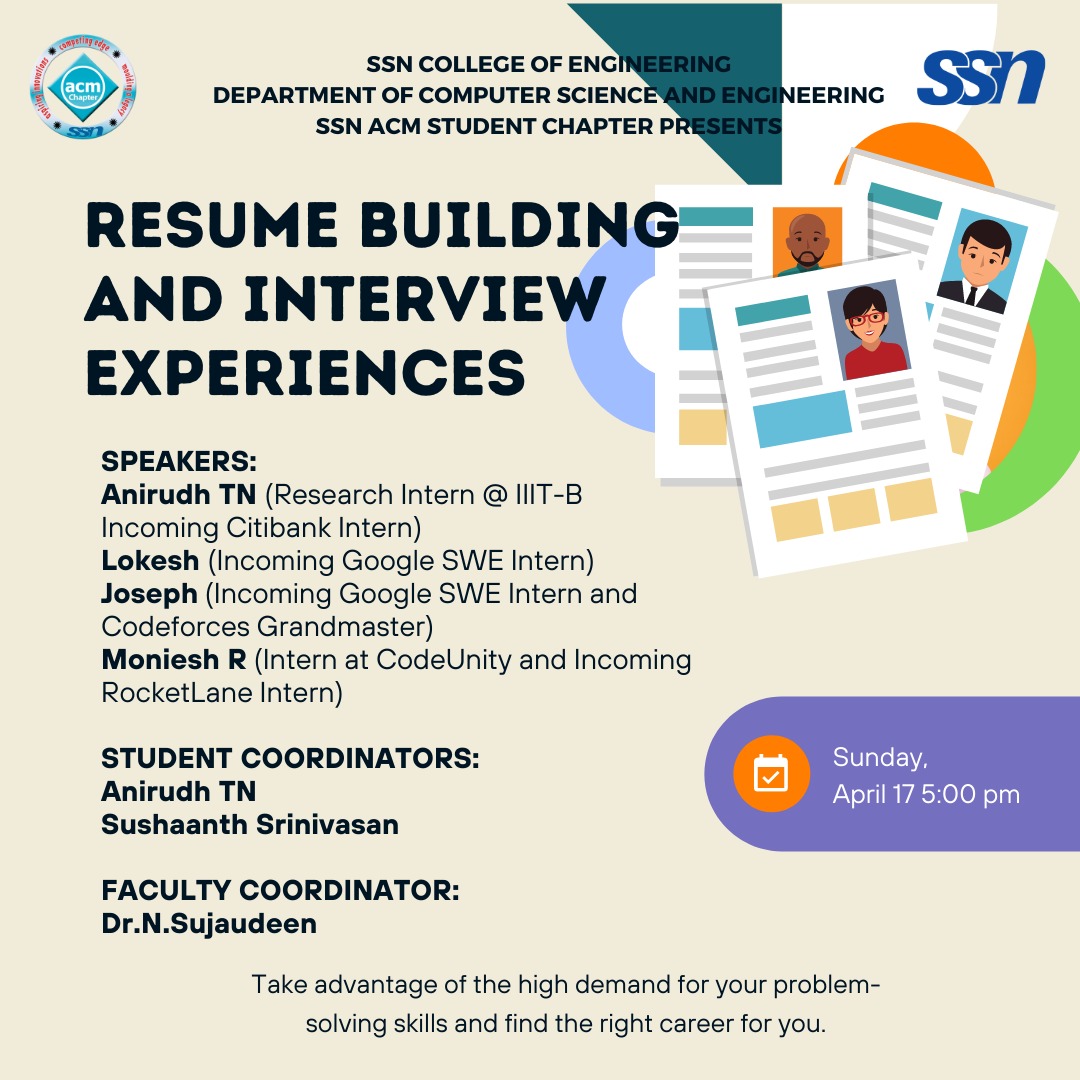 acm
Chapter
ssn
SSN COLLEGE OF ENGINEERING
DEPARTMENT OF COMPUTER SCIENCE AND ENGINEERING
SSN ACM STUDENT CHAPTER PRESENTS
ssn
RESUME BUILDING
AND INTERVIEW
EXPERIENCES
SPEAKERS:
Anirudh TN (Research Intern @ IIIT-B
Incoming Citibank Intern)
Lokesh (Incoming Google SWE Intern)
Joseph (Incoming Google SWE Intern and
Codeforces Grandmaster)
Moniesh R (Intern at CodeUnity and Incoming
RocketLane Intern)
STUDENT COORDINATORS:
Anirudh TN
Sushaanth Srinivasan
FACULTY COORDINATOR:
Dr.N.Sujaudeen
Sunday,
April 17 5:00 pm
Take advantage of the high demand for your problem-
solving skills and find the right career for you.